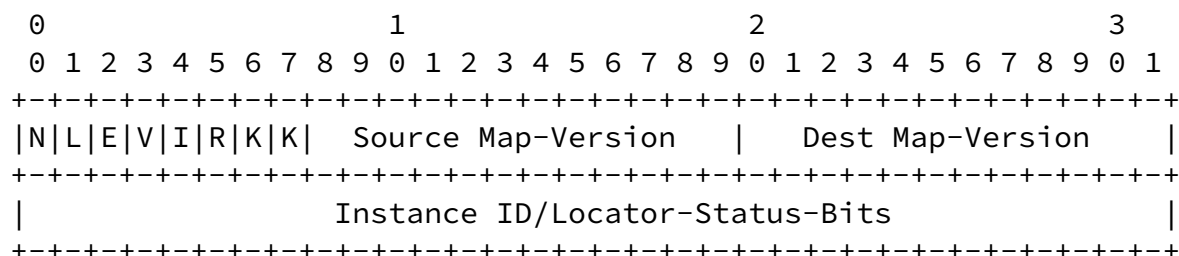 0                   1                   2                   3
 0 1 2 3 4 5 6 7 8 9 0 1 2 3 4 5 6 7 8 9 0 1 2 3 4 5 6 7 8 9 0 1
+-+-+-+-+-+-+-+-+-+-+-+-+-+-+-+-+-+-+-+-+-+-+-+-+-+-+-+-+-+-+-+-+
|N|L|E|V|I|R|K|K|  Source Map-Version   |   Dest Map-Version    |
+-+-+-+-+-+-+-+-+-+-+-+-+-+-+-+-+-+-+-+-+-+-+-+-+-+-+-+-+-+-+-+-+
|                 Instance ID/Locator-Status-Bits               |
+-+-+-+-+-+-+-+-+-+-+-+-+-+-+-+-+-+-+-+-+-+-+-+-+-+-+-+-+-+-+-+-+